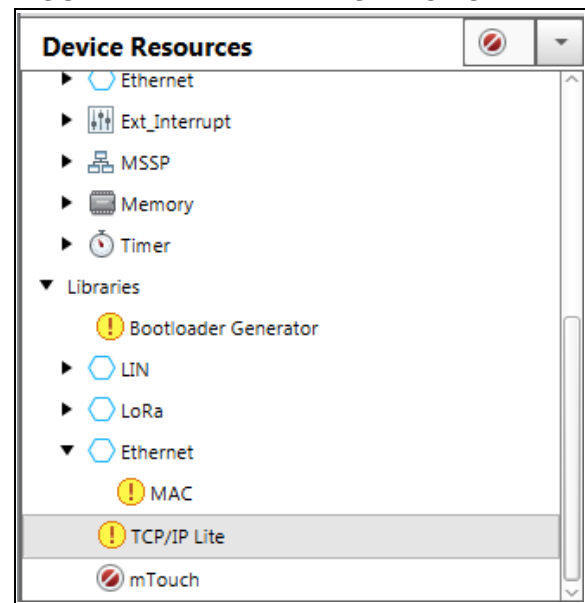 Device Resources
Ethernet
Ext_Interrupt
MSSP
Memory
Timer
Libraries
Bootloader Generator
LIN
LoRa
Ethernet
MAC
TCP/IP Lite
mTouch